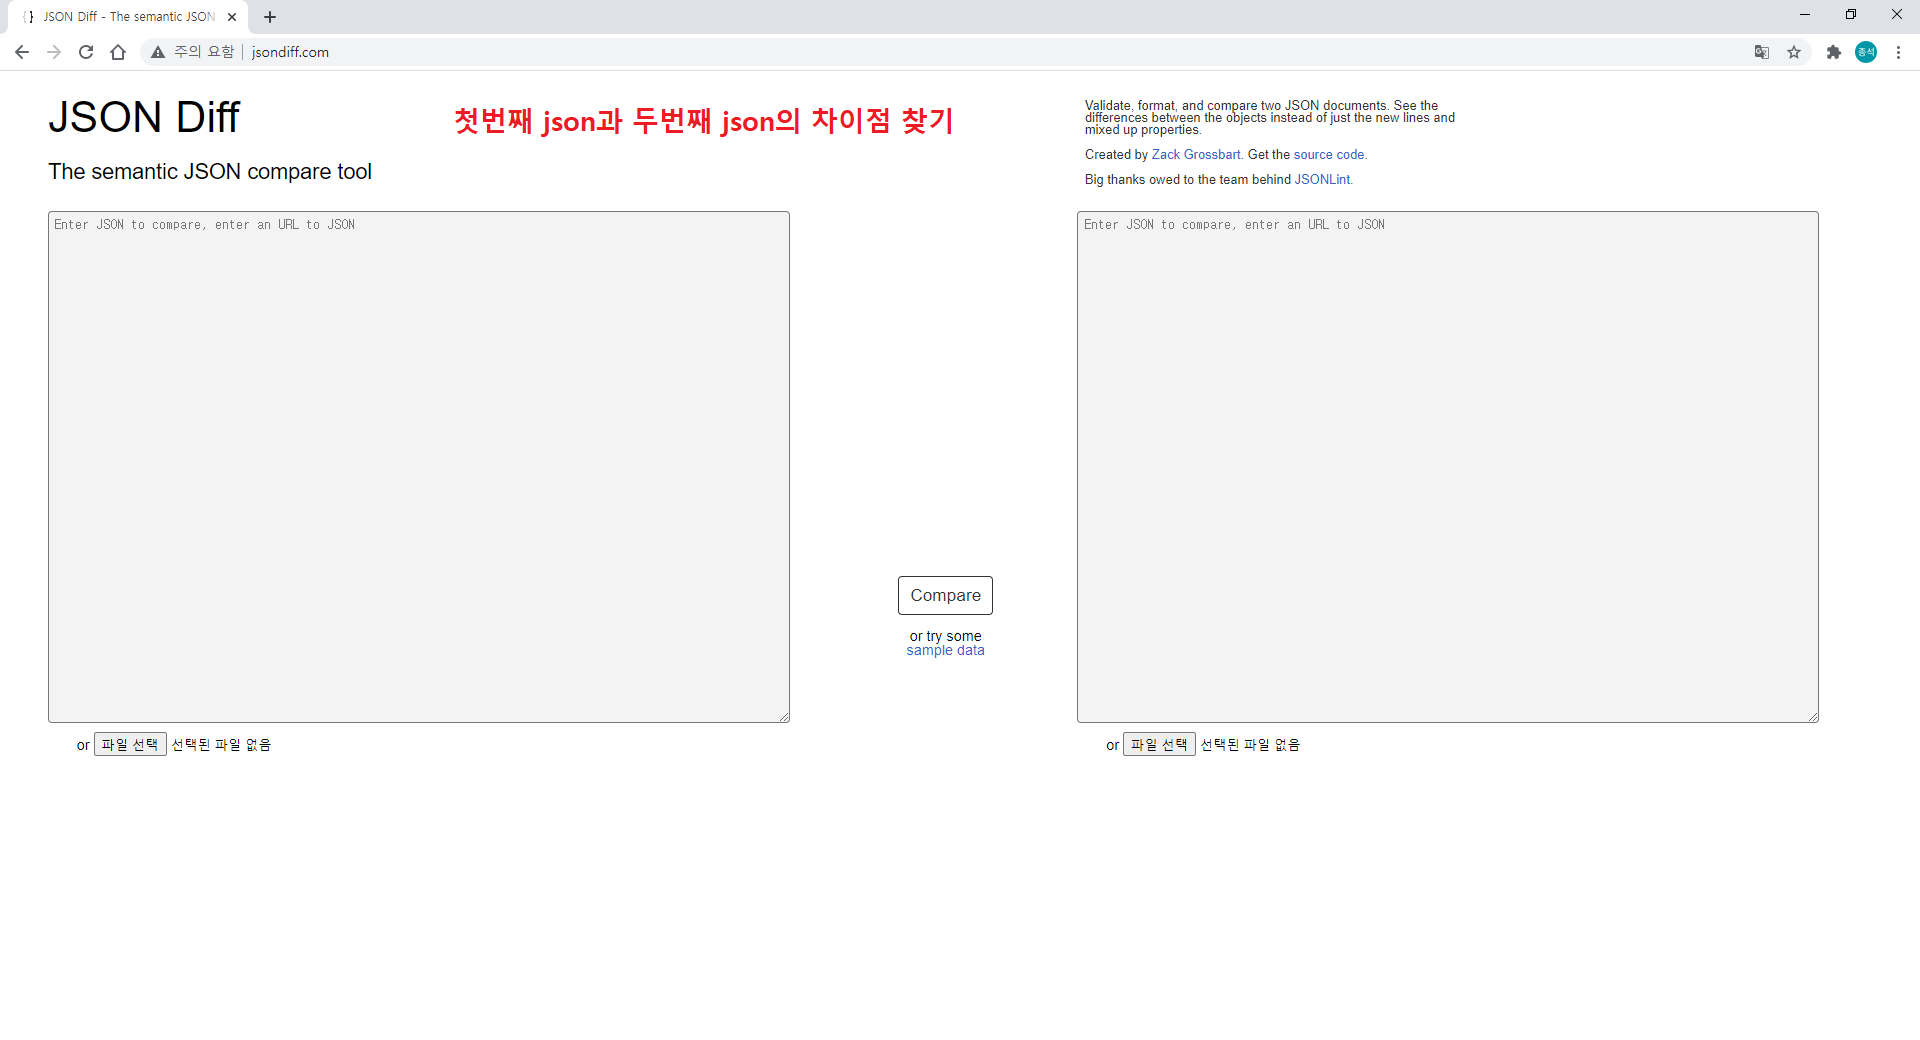 { } JSON Diff - The semantic JSON
주의 요함 | jsondiff.com
종석
JSON Diff
첫번째 json과 두번째 json의 차이점 찾기
The semantic JSON compare tool
Validate, format, and compare two JSON documents. See the
differences between the objects instead of just the new lines and
mixed up properties.
Created by Zack Grossbart. Get the source code.
Big thanks owed to the team behind JSONLint.
Enter JSON to compare, enter an URL to JSON
Enter JSON to compare, enter an URL to JSON
Compare
or try some
sample data
or 파일 선택 선택된 파일 없음
or 파일 선택 선택된 파일 없음